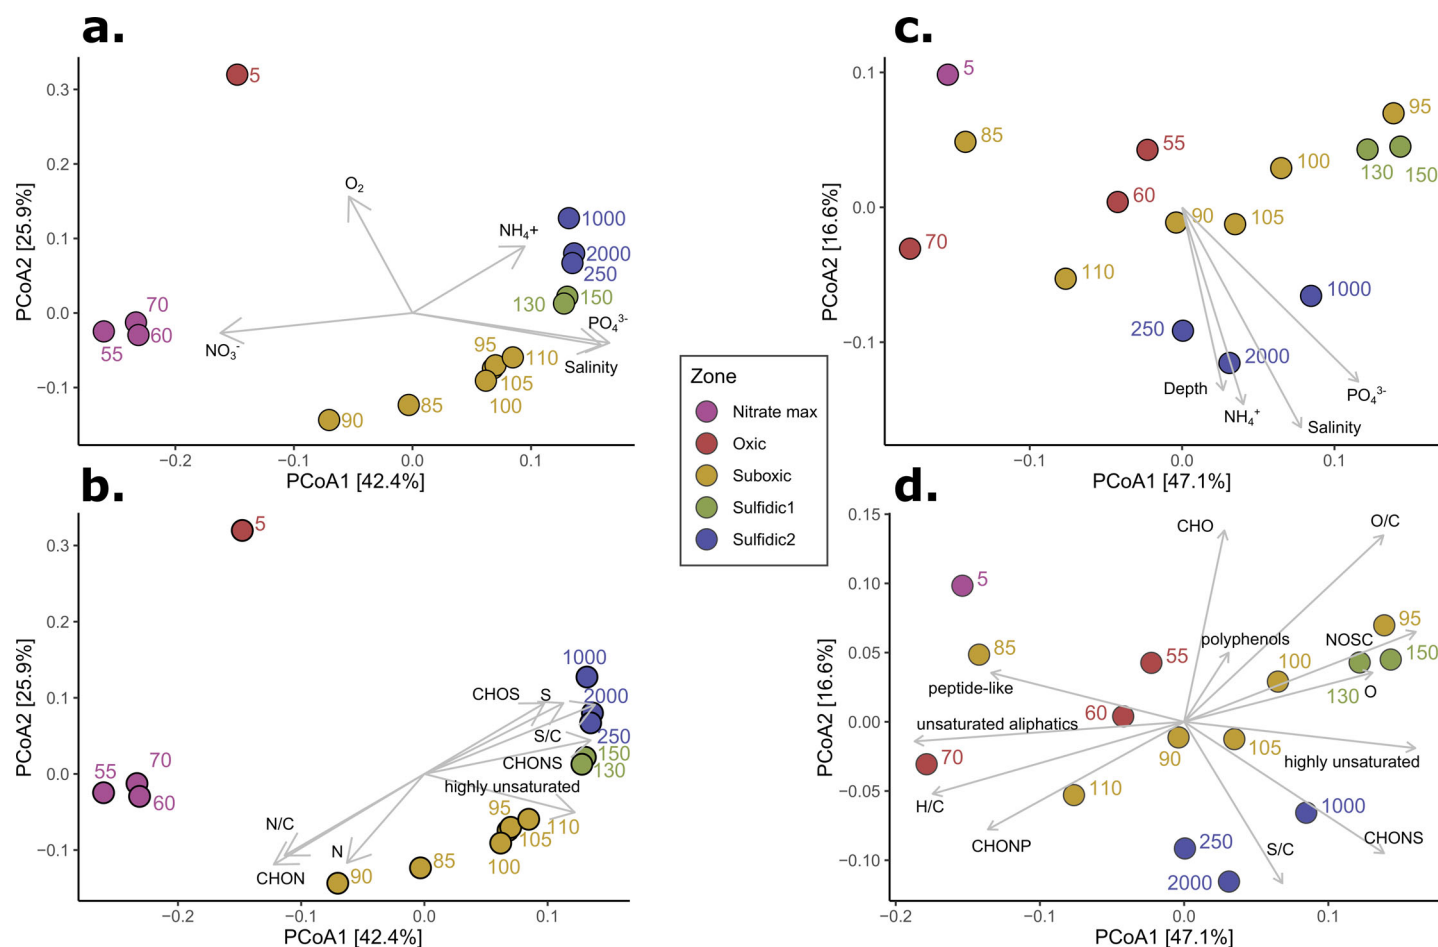 a.
0.3
0.2
0.1
0.0
−0.1
PCoA2 [25.9%]
5
O2
NH4+
1000
2000
250
150
130
PO4 3-
Salinity
NO3-
70
60
55
95
110
105
100
85
90
−0.2
−0.1
0.0
0.1
PCoA1 [42.4%]
b.
0.3
0.2
0.1
0.0
−0.1
PCoA2 [25.9%]
5
1000
CHOS
S
2000
S/C
250
CHONS
150
130
highly unsaturated
55
70
60
N/C
N
CHON
95
110
105
100
85
90
−0.2
−0.1
0.0
0.1
PCoA1 [42.4%]
Zone
Nitrate max
Oxic
Suboxic
Sulfidic1
Sulfidic2
c.
0.1
0.0
−0.1
PCoA2 [16.6%]
5
85
55
60
70
90
105
100
95
130
150
110
250
1000
2000
Depth
NH4+
Salinity
PO4 3-
−0.1
0.0
0.1
PCoA1 [47.1%]
d.
0.15
0.10
0.05
0.00
−0.05
−0.10
PCoA2 [16.6%]
CHO
O/C
5
85
55
polyphenols
NOSC
95
100
150
130
O
peptide-like
unsaturated aliphatics
60
70
90
105
highly unsaturated
H/C
110
CHONP
1000
250
S/C
CHONS
2000
−0.2
−0.1
0.0
0.1
PCoA1 [47.1%]